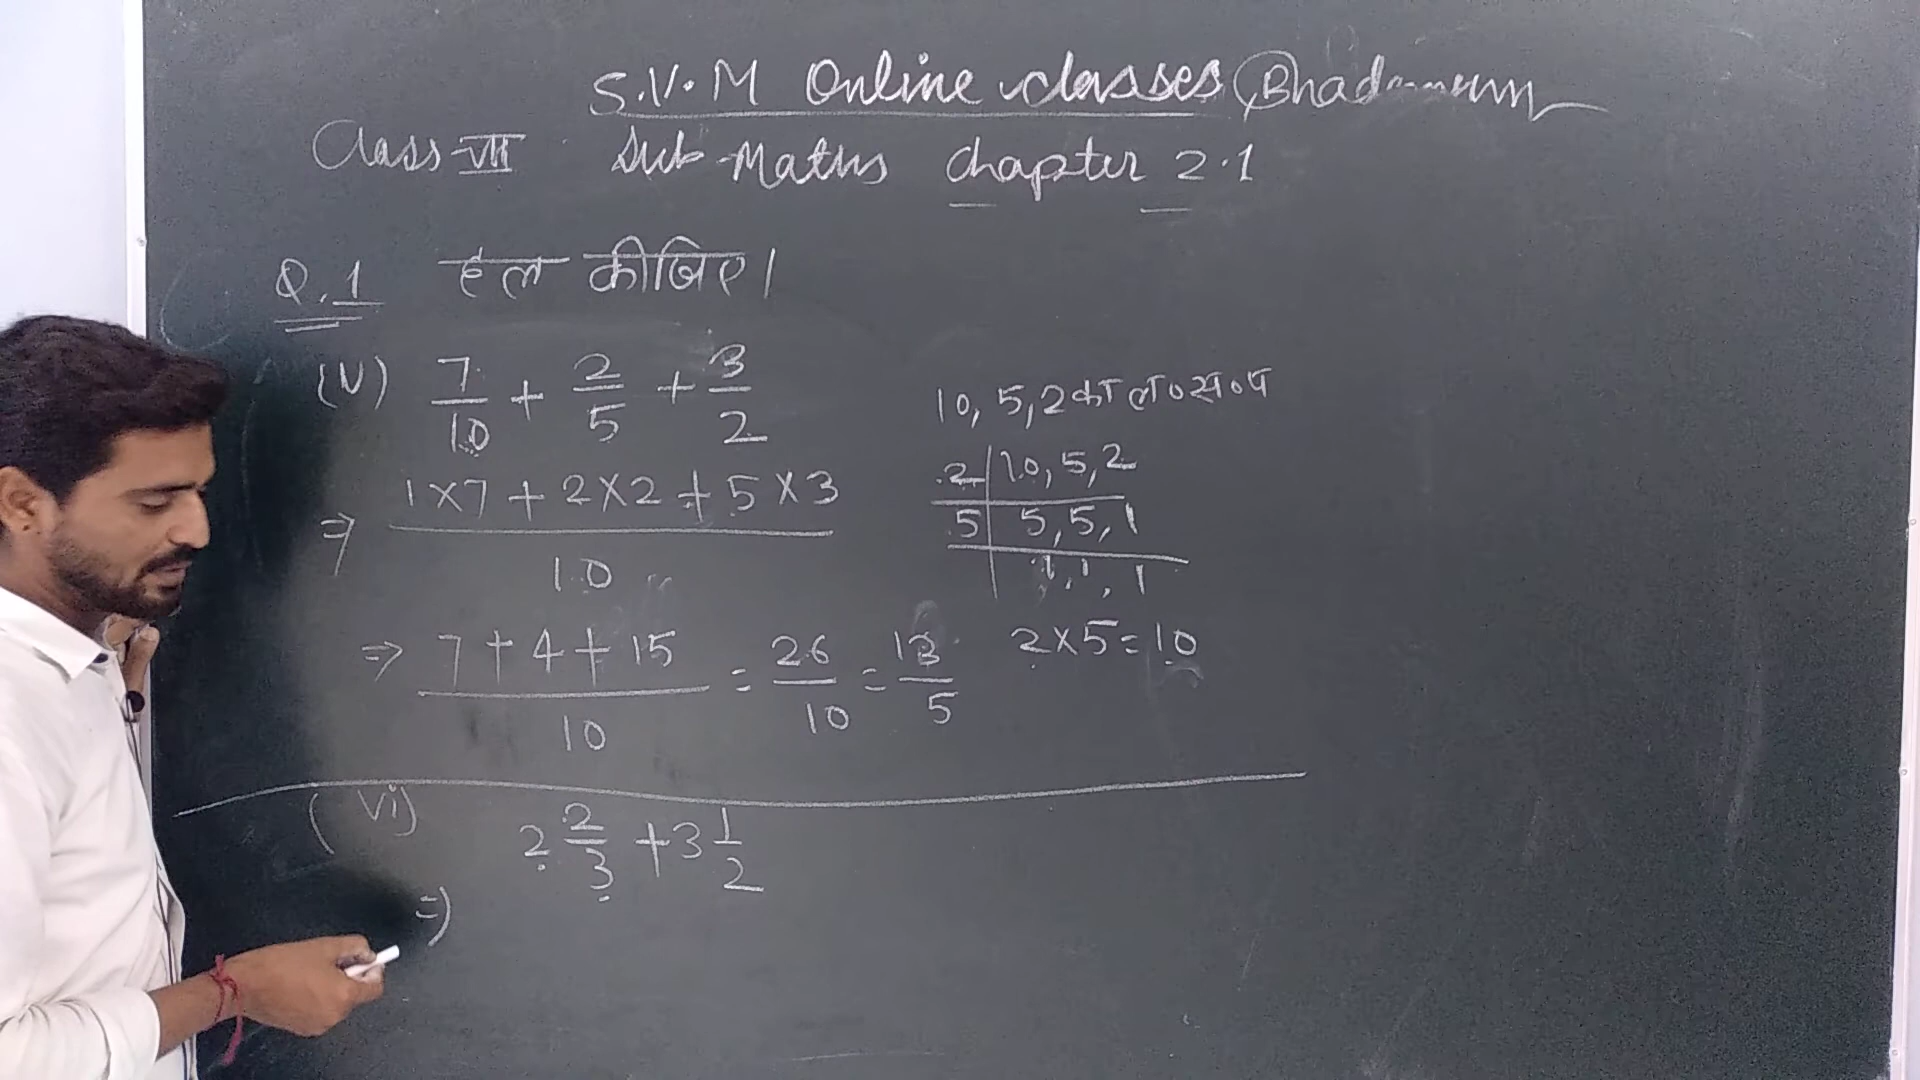 S.V.M Online classes
Class-VII Sub-Maths Chapter 2.1
Q.1 हल कीजिए।
(V) 7/10 + 2/5 + 3/2
10, 5, 2 का ल०स०प
⇒ 1×7 + 2×2 + 5×3 / 10
2 | 10, 5, 2
5 | 5, 5, 1
1, 1, 1
⇒ 7+4+15 / 10 = 26/10 = 13/5
2×5=10
(Vi) 2 2/3 + 3 1/2
⇒